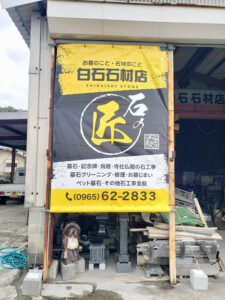 お墓のこと・石材のこと
白石石材店
SHIRAISHI STONE
石の
匠
墓石・記念碑・鳥居・寺社仏閣の石工事
墓石クリーニング・修理・お墓じまい
ペット墓石・その他石工事全般
(0965)62-2833
白石石材店